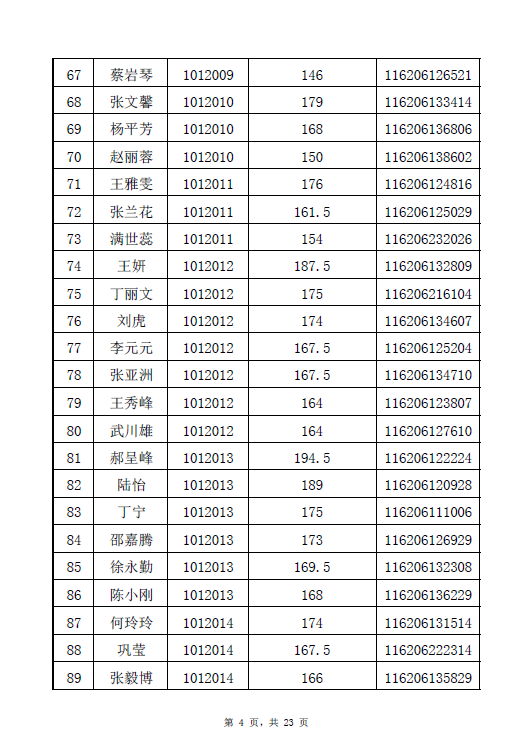 67 蔡岩琴 1012009 146 116206126521
68 张文馨 1012010 179 116206133414
69 杨平芳 1012010 168 116206136806
70 赵丽蓉 1012010 150 116206138602
71 王雅雯 1012011 176 116206124816
72 张兰花 1012011 161.5 116206125029
73 满世蕊 1012011 154 116206232026
74 王妍 1012012 187.5 116206132809
75 丁丽文 1012012 175 116206216104
76 刘虎 1012012 174 116206134607
77 李元元 1012012 167.5 116206125204
78 张亚洲 1012012 167.5 116206134710
79 王秀峰 1012012 164 116206123807
80 武川雄 1012012 164 116206127610
81 郝呈峰 1012013 194.5 116206122224
82 陆怡 1012013 189 116206120928
83 丁宁 1012013 175 116206111006
84 邵嘉腾 1012013 173 116206126929
85 徐永勤 1012013 169.5 116206132308
86 陈小刚 1012013 168 116206136229
87 何玲玲 1012014 174 116206131514
88 巩莹 1012014 167.5 116206222314
89 张毅博 1012014 166 116206135829
第 4 页，共 23 页